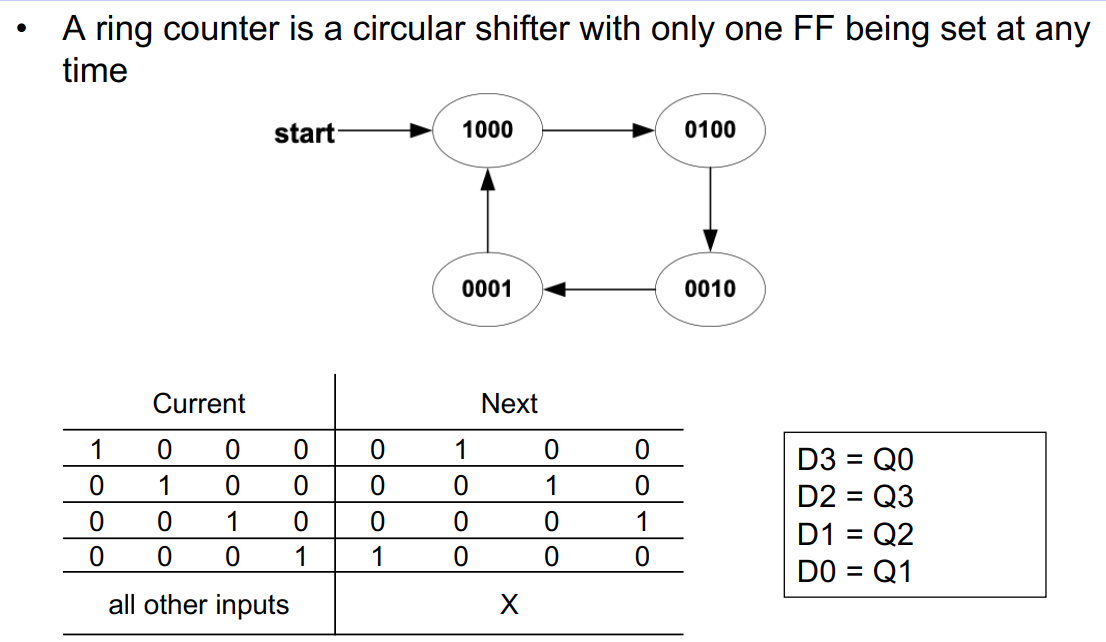 • A ring counter is a circular shifter with only one FF being set at any
time
start 1000 0100
0001 0010
Current Next
1 0 0 0 0 1 0 0
0 1 0 0 0 0 1 0
0 0 1 0 0 0 0 1
0 0 0 1 1 0 0 0
all other inputs X
D3 = Q0
D2 = Q3
D1 = Q2
D0 = Q1